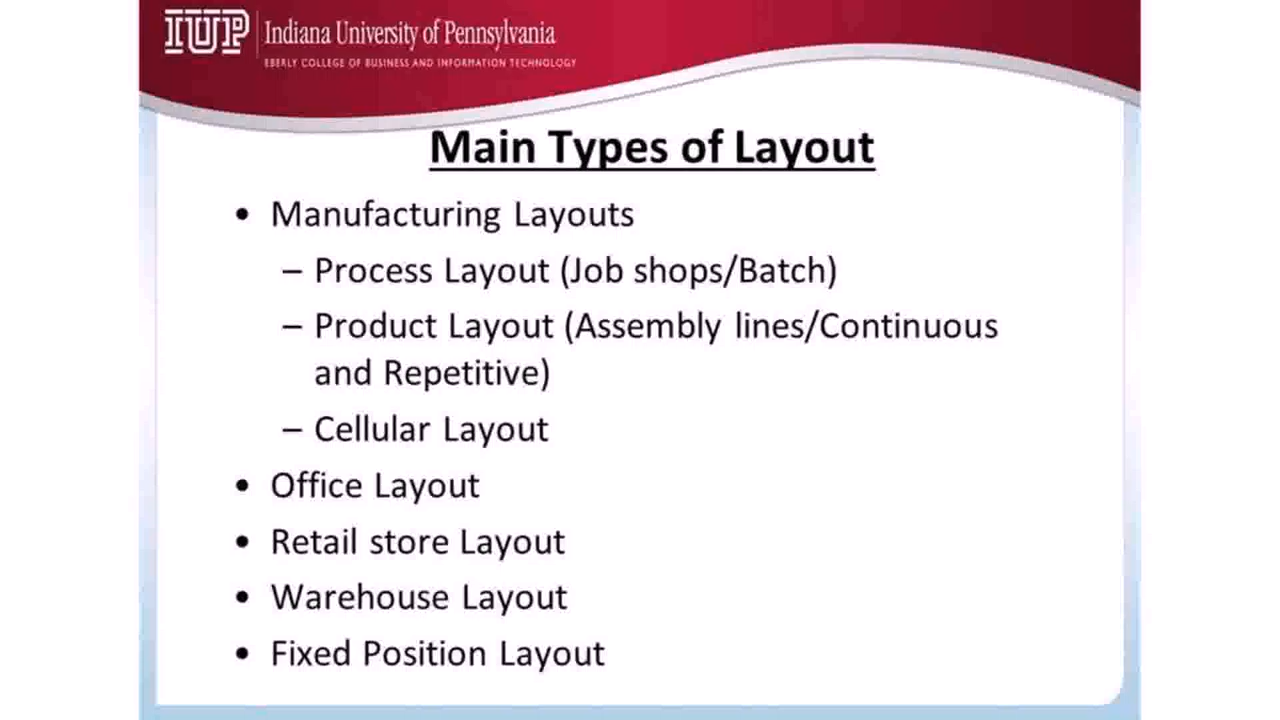 IUP
Indiana University of Pennsylvania
EBERLY COLLEGE OF BUSINESS AND INFORMATION TECHNOLOGY
Main Types of Layout
• Manufacturing Layouts
– Process Layout (Job shops/Batch)
– Product Layout (Assembly lines/Continuous
and Repetitive)
– Cellular Layout
• Office Layout
• Retail store Layout
• Warehouse Layout
• Fixed Position Layout